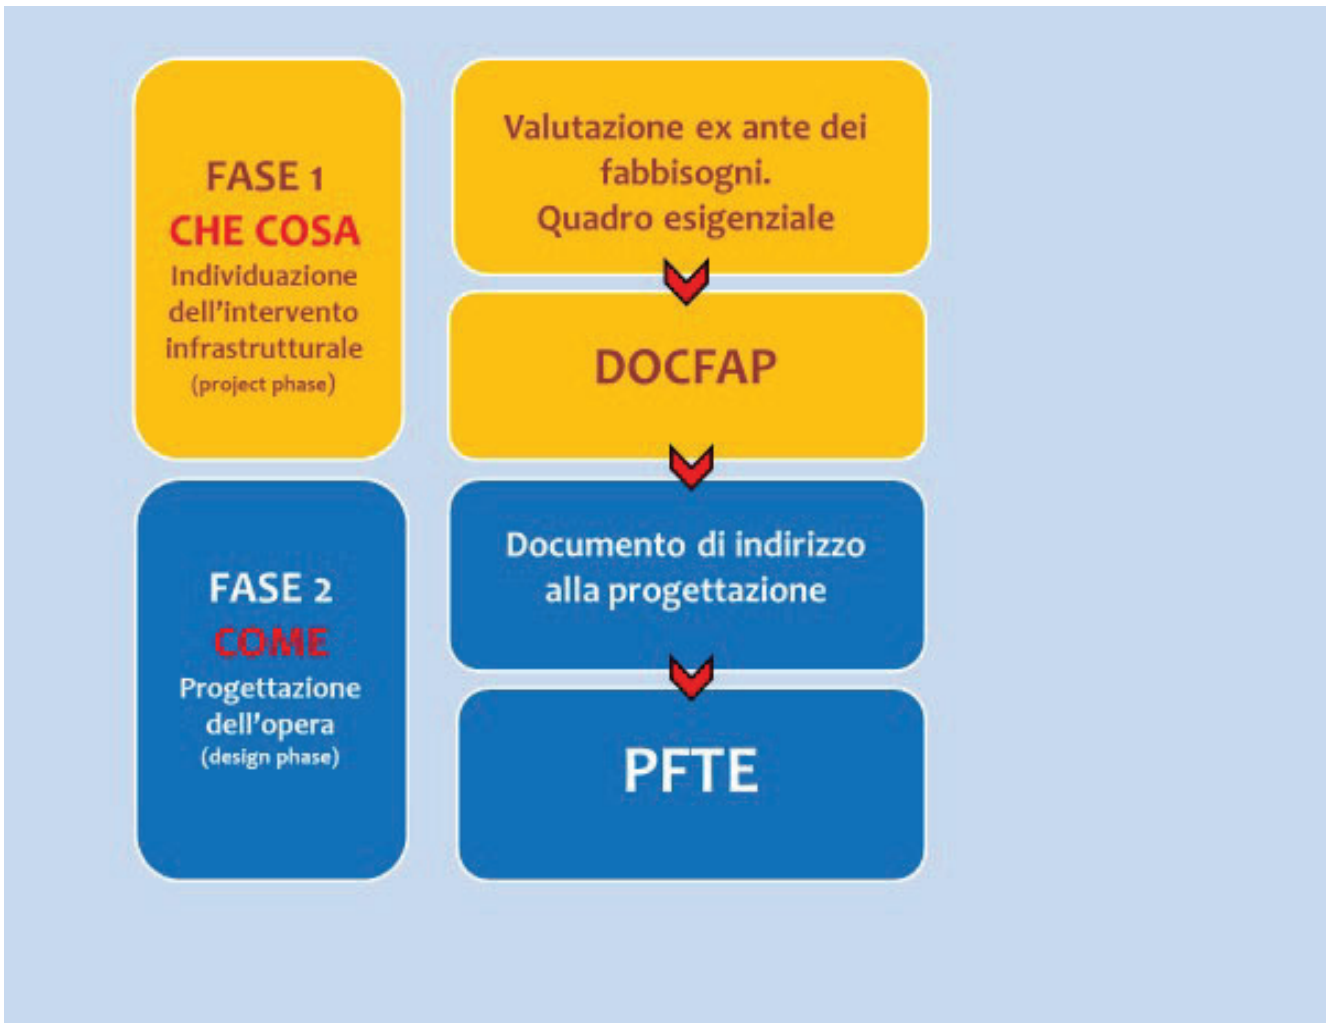 FASE 1
CHE COSA
Individuazione
dell'intervento
infrastrutturale
(project phase)
Valutazione ex ante dei
fabbisogni.
Quadro esigenziale
DOCFAP
FASE 2
COME
Progettazione
dell'opera
(design phase)
Documento di indirizzo
alla progettazione
PFTE